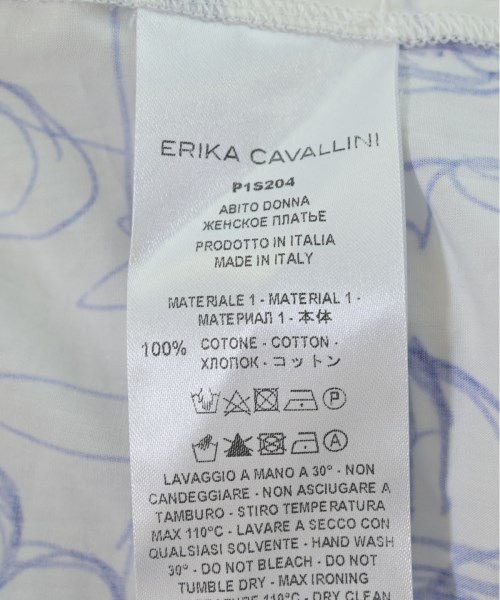 ERIKA CAVALLINI
P1S204
ABITO DONNA
ЖЕНСКОЕ ПЛАТЬЕ
PRODOTTO IN ITALIA
MADE IN ITALY
MATERIALE 1 - MATERIAL 1 -
МАТЕРИАЛ 1 - 本体
100% COTONE - COTTON -
ХЛОПОК - コットン
P
A
LAVAGGIO A MANO A 30° - NON
CANDEGGIARE - NON ASCIUGARE A
TAMBURO - STIRO TEMPERATURA
MAX 110°C - LAVARE A SECCO CON
QUALSIASI SOLVENTE - HAND WASH
30° - DO NOT BLEACH - DO NOT
TUMBLE DRY - MAX IRONING
110°C - DRY CLEAN